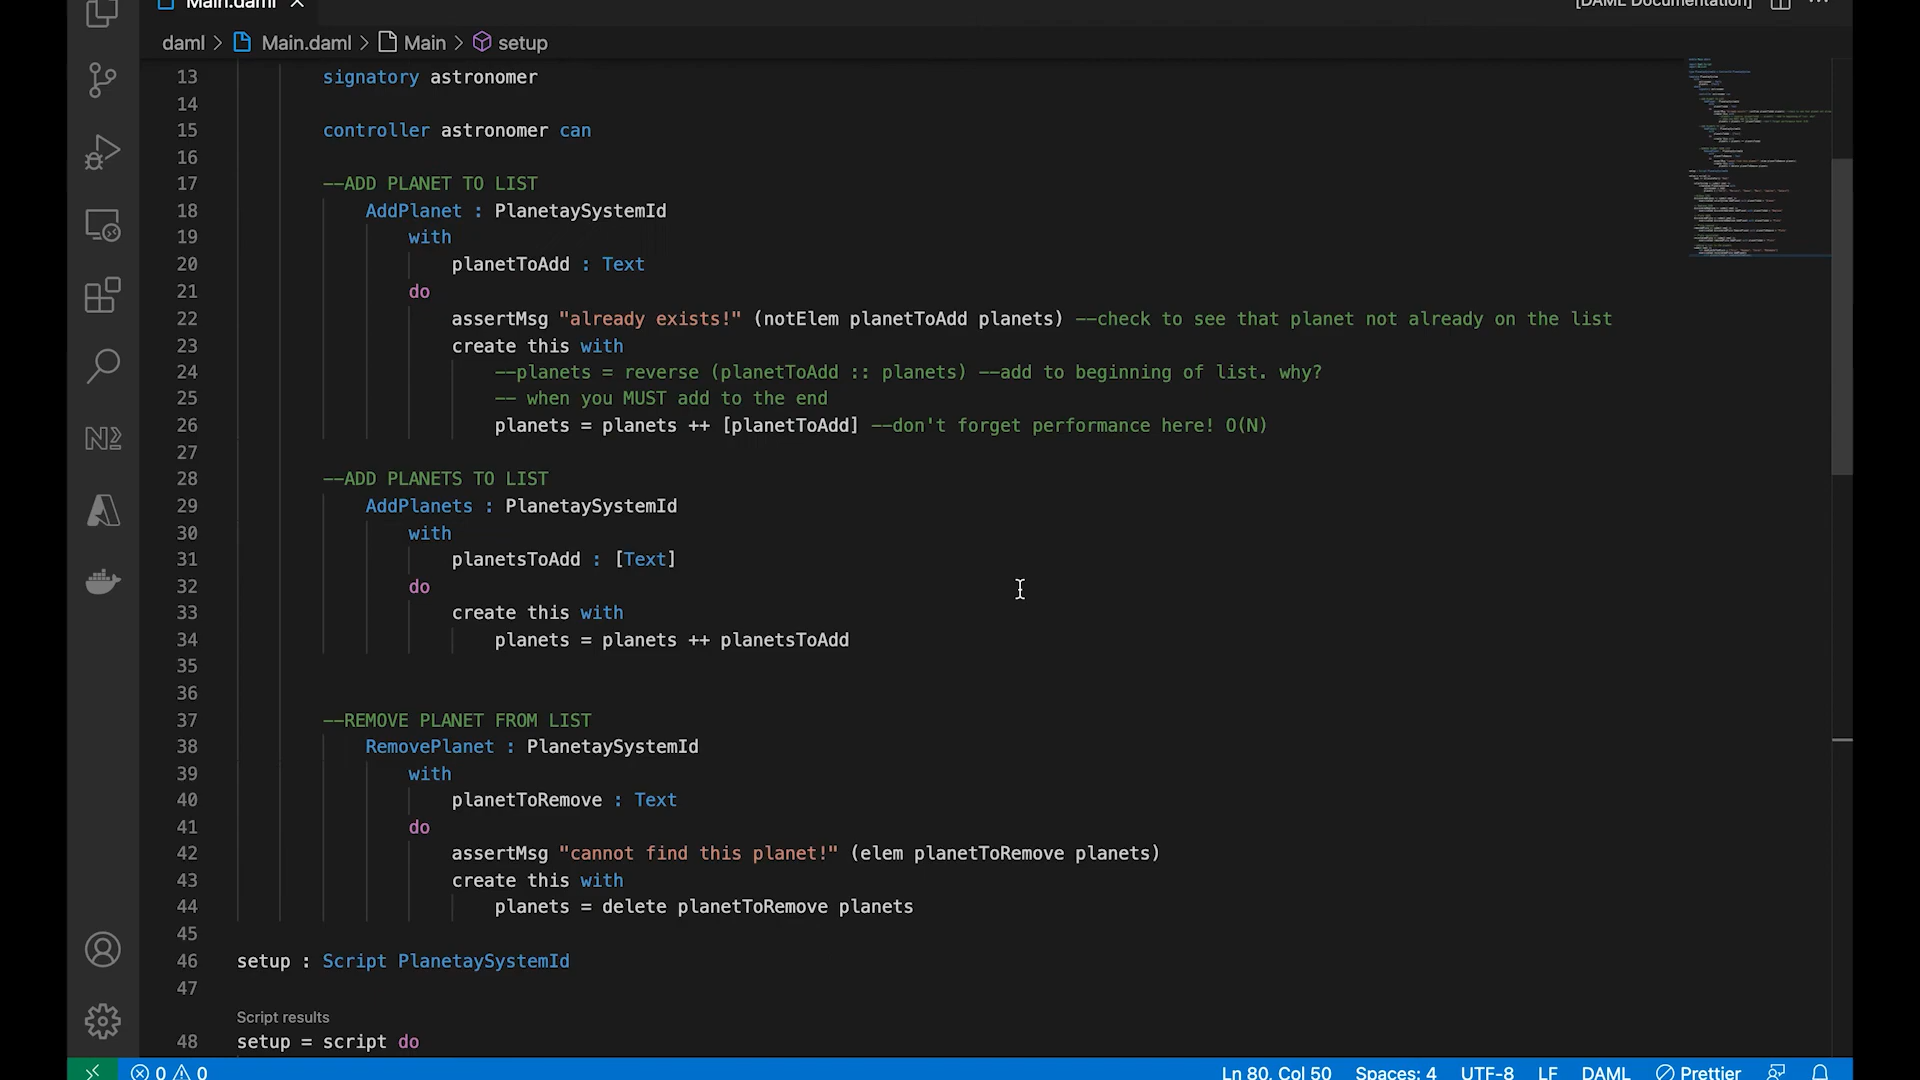 Main.daml
[DAML Documentation]
daml > Main.daml > Main > setup
13 signatory astronomer
14
15 controller astronomer can
16
17 --ADD PLANET TO LIST
18 AddPlanet : PlanetaySystemId
19 with
20 planetToAdd : Text
21 do
22 assertMsg "already exists!" (notElem planetToAdd planets) --check to see that planet not already on the list
23 create this with
24 --planets = reverse (planetToAdd :: planets) --add to beginning of list. why?
25 -- when you MUST add to the end
26 planets = planets ++ [planetToAdd] --don't forget performance here! O(N)
27
28 --ADD PLANETS TO LIST
29 AddPlanets : PlanetaySystemId
30 with
31 planetsToAdd : [Text]
32 do
33 create this with
34 planets = planets ++ planetsToAdd
35
36
37 --REMOVE PLANET FROM LIST
38 RemovePlanet : PlanetaySystemId
39 with
40 planetToRemove : Text
41 do
42 assertMsg "cannot find this planet!" (elem planetToRemove planets)
43 create this with
44 planets = delete planetToRemove planets
45
46 setup : Script PlanetaySystemId
47
Script results
48 setup = script do
0 0 Ln 80, Col 50 Spaces: 4 UTF-8 LF DAML Prettier